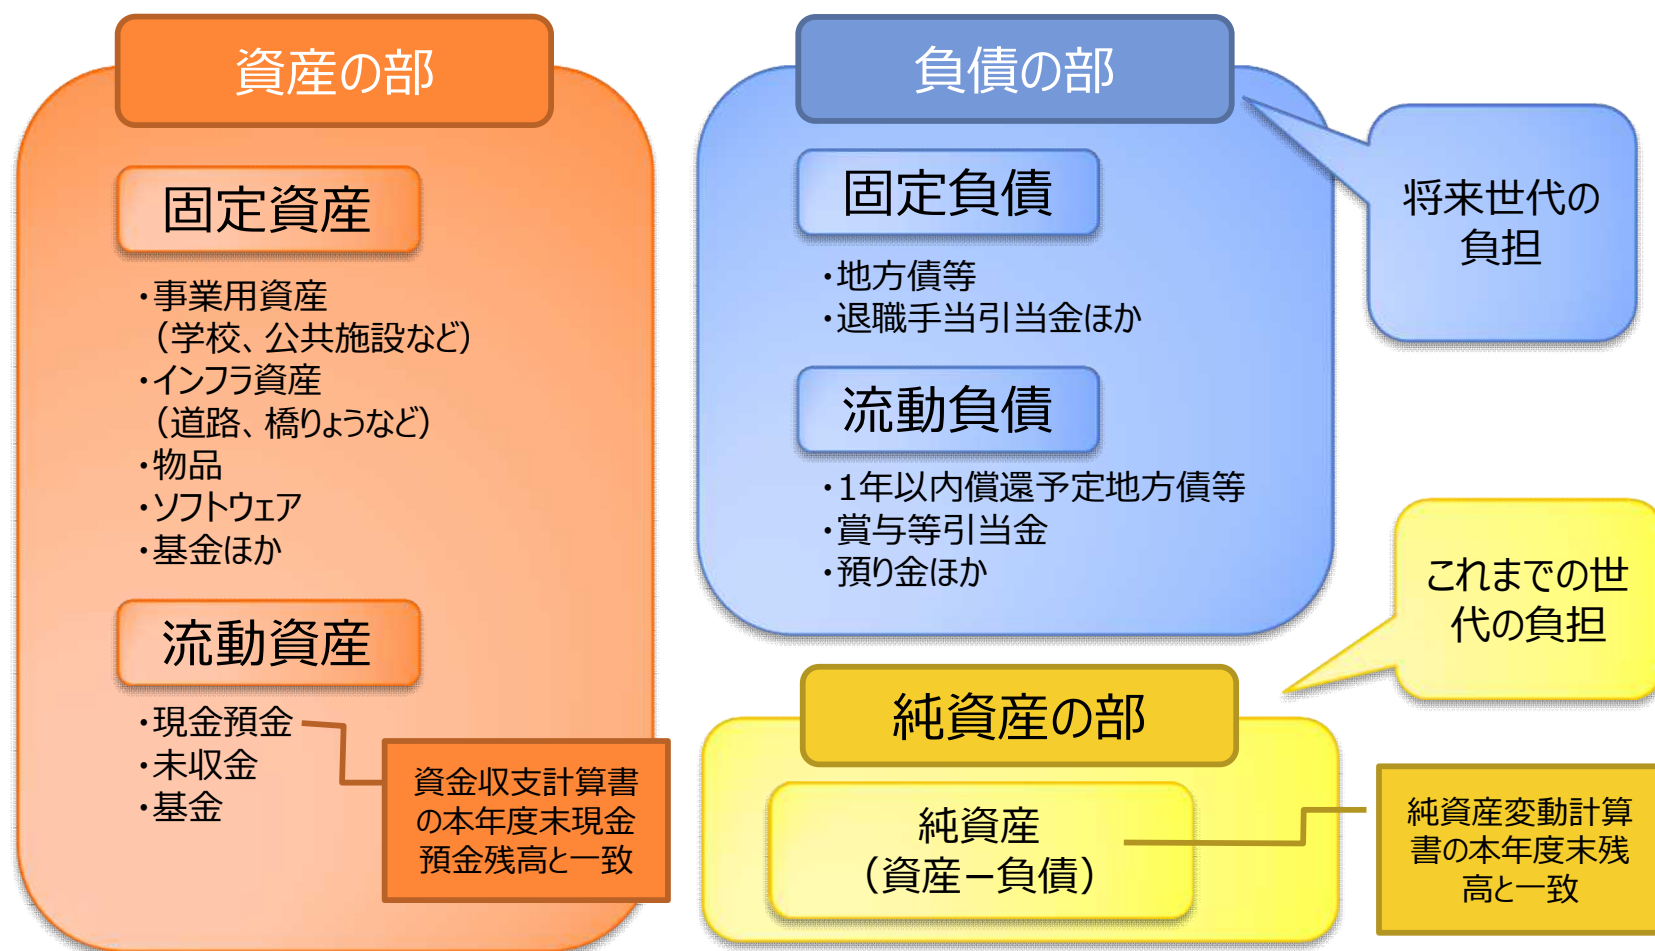 資産の部
固定資産
・事業用資産
（学校、公共施設など）
・インフラ資産
（道路、橋りょうなど）
・物品
・ソフトウェア
・基金ほか
流動資産
・現金預金
・未収金
・基金
資金収支計算書
の本年度末現金
預金残高と一致
負債の部
固定負債
・地方債等
・退職手当引当金ほか
流動負債
・1年以内償還予定地方債等
・賞与等引当金
・預り金ほか
将来世代の
負担
純資産の部
純資産
（資産－負債）
これまでの世
代の負担
純資産変動計算
書の本年度末残
高と一致